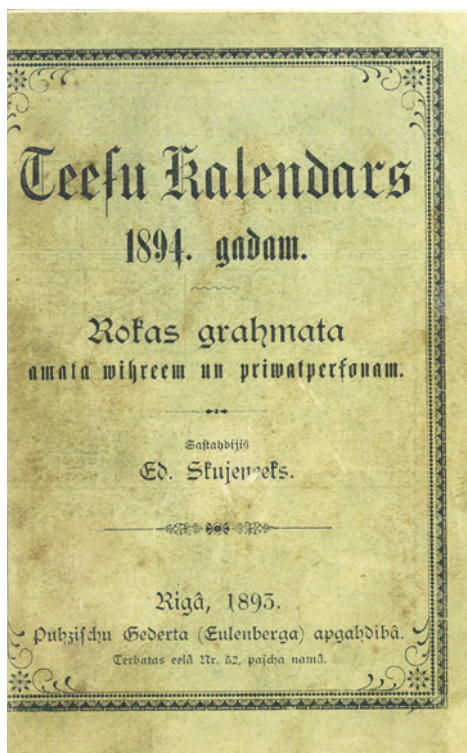 Teeſu Kalendars
1894. gadam.
Rokas grahmata
amata wihreem un priwatperſonam.
Saſtahdijis
Ed. Skujeneeks.
Rigâ, 1893.
Puhziſchu Gederta (Eulenberga) apgahdibâ.
Terbatas eelâ Nr. 52, paſcha namâ.